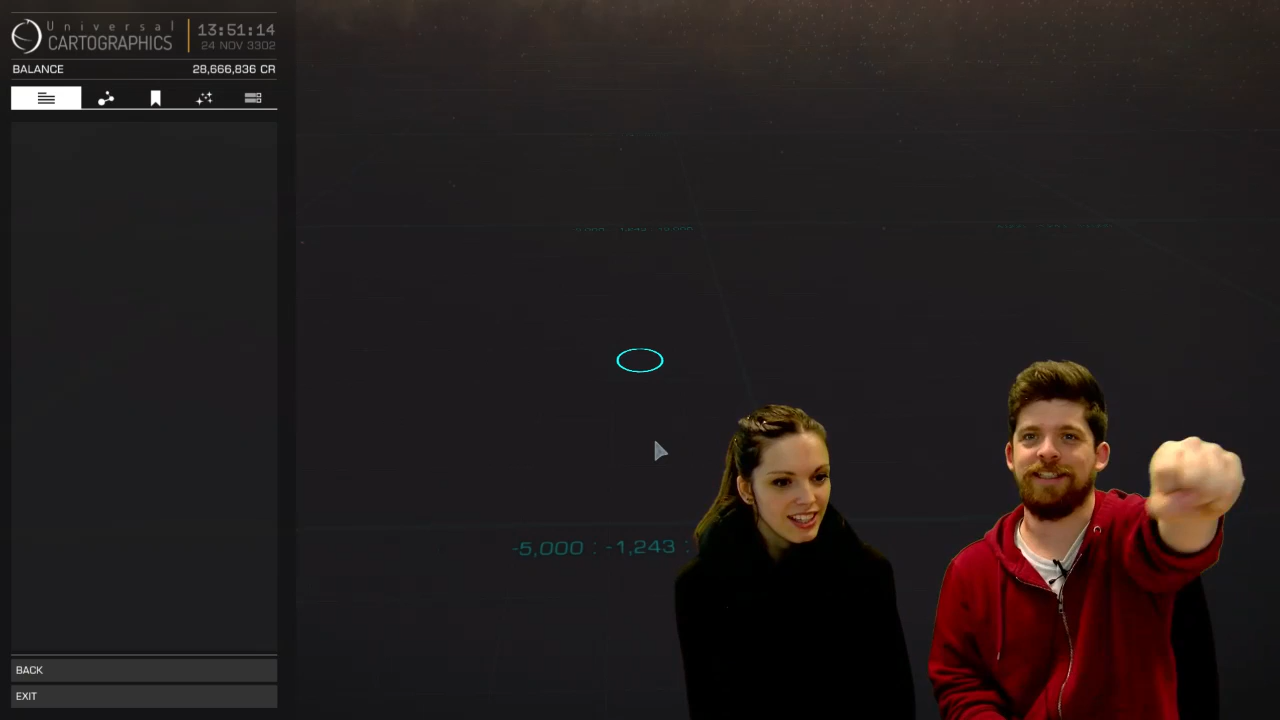 Universal
CARTOGRAPHICS
13:51:14
24 NOV 3302
BALANCE
28,666,836 CR
-5,000 : -1,243 :
BACK
EXIT